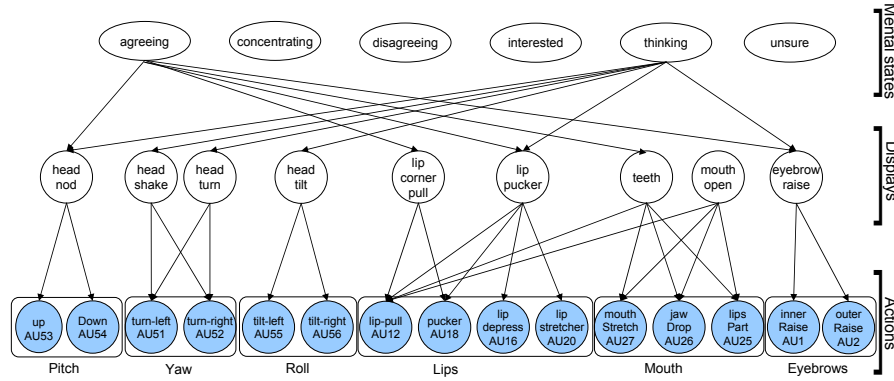 agreeing
concentrating
disagreeing
interested
thinking
unsure
Mental states
head
nod
head
shake
head
turn
head
tilt
lip
corner
pull
lip
pucker
teeth
mouth
open
eyebrow
raise
Displays
up
AU53
Down
AU54
turn-left
AU51
turn-right
AU52
tilt-left
AU55
tilt-right
AU56
lip-pull
AU12
pucker
AU18
lip
depress
AU16
lip
stretcher
AU20
mouth
Stretch
AU27
jaw
Drop
AU26
lips
Part
AU25
inner
Raise
AU1
outer
Raise
AU2
Actions
Pitch
Yaw
Roll
Lips
Mouth
Eyebrows